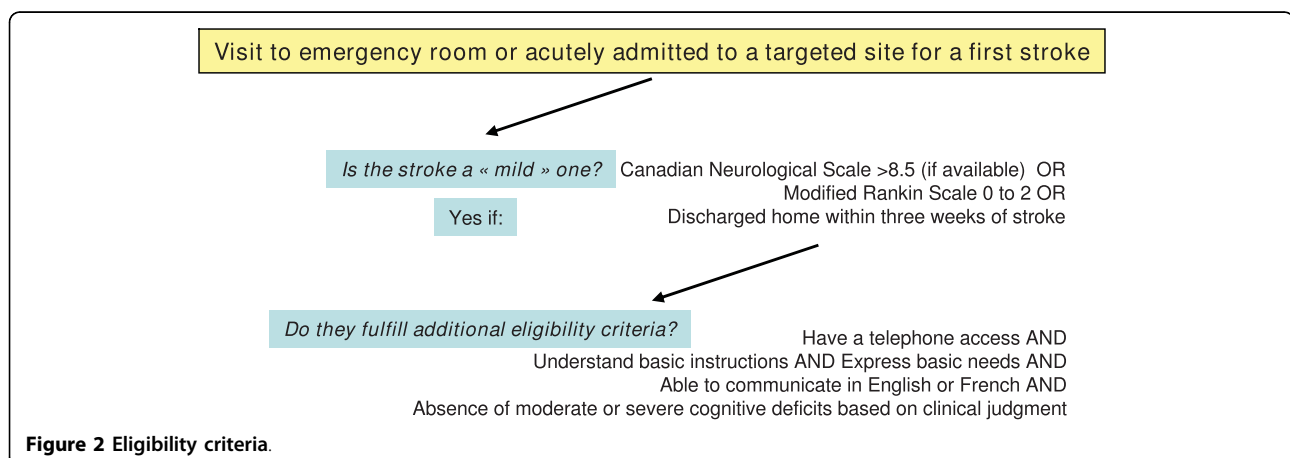 Visit to emergency room or acutely admitted to a targeted site for a first stroke
Is the stroke a « mild » one? Canadian Neurological Scale >8.5 (if available) OR
Modified Rankin Scale 0 to 2 OR
Yes if: Discharged home within three weeks of stroke
Do they fulfill additional eligibility criteria?
Have a telephone access AND
Understand basic instructions AND Express basic needs AND
Able to communicate in English or French AND
Absence of moderate or severe cognitive deficits based on clinical judgment
Figure 2 Eligibility criteria.